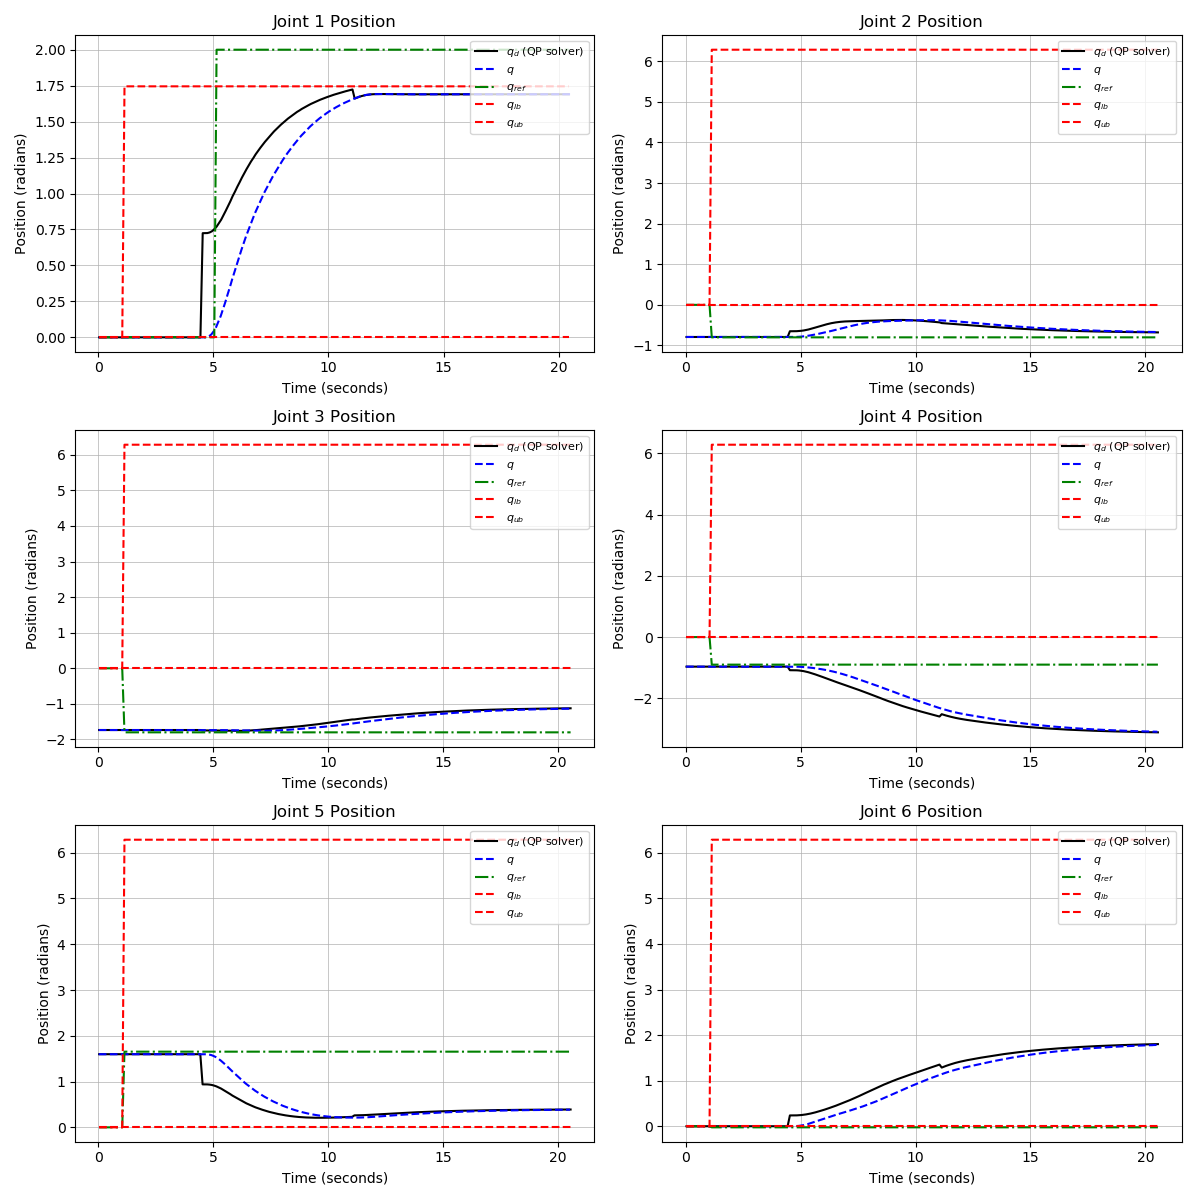 Joint 1 Position
2.00
1.75
1.50
1.25
1.00
0.75
0.50
0.25
0.00
Position (radians)
q_d (QP solver)
q
q_ref
q_lb
q_ub
0 5 10 15 20
Time (seconds)
Joint 2 Position
6
5
4
3
2
1
0
−1
Position (radians)
q_d (QP solver)
q
q_ref
q_lb
q_ub
0 5 10 15 20
Time (seconds)
Joint 3 Position
6
5
4
3
2
1
0
−1
−2
Position (radians)
q_d (QP solver)
q
q_ref
q_lb
q_ub
0 5 10 15 20
Time (seconds)
Joint 4 Position
6
4
2
0
−2
Position (radians)
q_d (QP solver)
q
q_ref
q_lb
q_ub
0 5 10 15 20
Time (seconds)
Joint 5 Position
6
5
4
3
2
1
0
Position (radians)
q_d (QP solver)
q
q_ref
q_lb
q_ub
0 5 10 15 20
Time (seconds)
Joint 6 Position
6
5
4
3
2
1
0
Position (radians)
q_d (QP solver)
q
q_ref
q_lb
q_ub
0 5 10 15 20
Time (seconds)